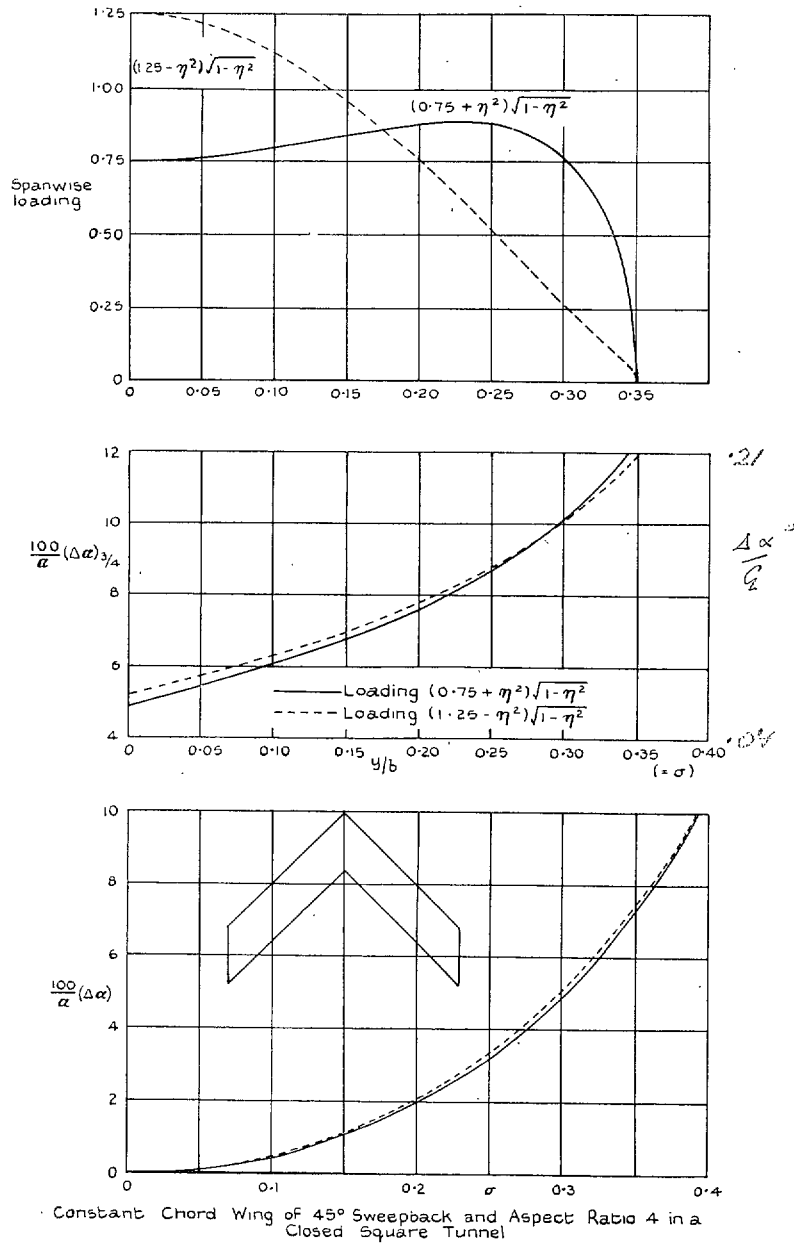 1·25
(1·25 - η²)√1 - η²
1·00
(0·75 + η²)√1 - η²
0·75
Spanwise
loading
0·50
0·25
0
0 0·05 0·10 0·15 0·20 0·25 0·30 0·35
12
·21
10
100/α (Δα)3/4
Δα/CL
8
6
Loading (0·75 + η²)√1 - η²
Loading (1·25 - η²)√1 - η²
4
0 0·05 0·10 0·15 0·20 0·25 0·30 0·35 0·40
y/b
(= σ)
10
8
6
100/α (Δα)
4
2
0
0 0·1 0·2 σ 0·3 0·4
Constant Chord Wing of 45° Sweepback and Aspect Ratio 4 in a
Closed Square Tunnel